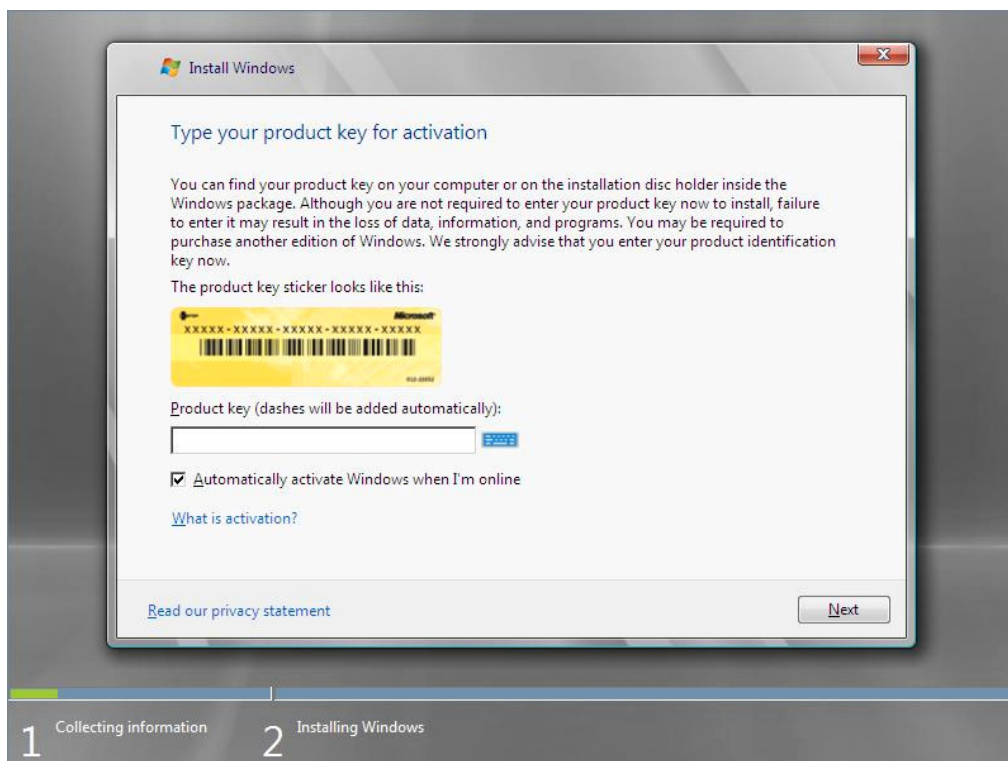 Install Windows
Type your product key for activation
You can find your product key on your computer or on the installation disc holder inside the
Windows package. Although you are not required to enter your product key now to install, failure
to enter it may result in the loss of data, information, and programs. You may be required to
purchase another edition of Windows. We strongly advise that you enter your product identification
key now.
The product key sticker looks like this:
Microsoft
XXXXX-XXXXX-XXXXX-XXXXX-XXXXX
Product key (dashes will be added automatically):
Automatically activate Windows when I'm online
What is activation?
Read our privacy statement
Next
1 Collecting information
2 Installing Windows